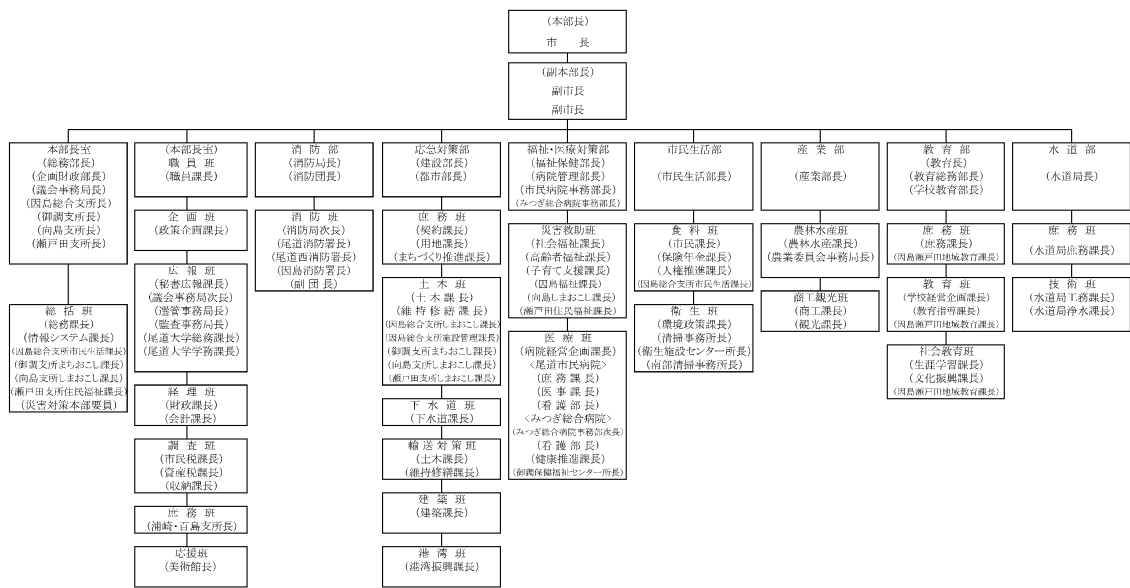 (本部長)
市　長
(副本部長)
副市長
副市長
本部長室
(総務部長)
(企画財政部長)
(議会事務局長)
(因島総合支所長)
(御調支所長)
(向島支所長)
(瀬戸田支所長)
総 括 班
(総務課長)
(情報システム課長)
(因島総合支所市民生活課長)
(御調支所まちおこし課長)
(向島支所しまおこし課長)
(瀬戸田支所住民福祉課長)
(災害対策本部要員)
(本部長室)
職 員 班
(職員課長)
企 画 班
(政策企画課長)
広 報 班
(秘書広報課長)
(議会事務局次長)
(選管事務局長)
(監査事務局長)
(尾道大学総務課長)
(尾道大学学務課長)
経 理 班
(財政課長)
(会計課長)
調 査 班
(市民税課長)
(資産税課長)
(収納課長)
庶 務 班
(浦崎・百島支所長)
応援班
(美術館長)
消 防 部
(消防局長)
(消防団長)
消 防 班
(消防局次長)
(尾道消防署長)
(尾道西消防署長)
(因島消防署長)
(副 団 長)
応急対策部
(建設部長)
(都市部長)
庶 務 班
(契約課長)
(用地課長)
(まちづくり推進課長)
土 木 班
(土 木 課 長)
(維 持 修 繕 課 長)
(因島総合支所しまおこし課長)
(因島総合支所施設管理課長)
(御調支所まちおこし課長)
(向島支所しまおこし課長)
(瀬戸田支所しまおこし課長)
下 水 道 班
(下水道課長)
輸 送 対 策 班
(土木課長)
(維持修繕課長)
建 築 班
(建築課長)
港 湾 班
(港湾振興課長)
福祉・医療対策部
(福祉保健部長)
(病院管理部長)
(市民病院事務部長)
(みつぎ総合病院事務部長)
災害救助班
(社会福祉課長)
(高齢者福祉課長)
(子育て支援課長)
(因島福祉課長)
(向島しまおこし課長)
(瀬戸田住民福祉課長)
医 療 班
(病院経営企画課長)
<尾道市民病院>
(庶 務 課 長)
(医 事 課 長)
(看 護 部 長)
<みつぎ総合病院>
(みつぎ総合病院事務部次長)
(看 護 部 長)
(健康推進課長)
(御調保健福祉センター所長)
市民生活部
(市民生活部長)
食 料 班
(市民課長)
(保険年金課長)
(人権推進課長)
(因島総合支所市民生活課長)
衛 生 班
(環境政策課長)
(清掃事務所長)
(衛生施設センター所長)
(南部清掃事務所長)
産 業 部
(産業部長)
農林水産班
(農林水産課長)
(農業委員会事務局長)
商工観光班
(商工課長)
(観光課長)
教 育 部
(教育長)
(教育総務部長)
(学校教育部長)
庶 務 班
(庶務課長)
(因島瀬戸田地域教育課長)
教 育 班
(学校経営企画課長)
(教育指導課長)
(因島瀬戸田地域教育課長)
社会教育班
(生涯学習課長)
(文化振興課長)
(因島瀬戸田地域教育課長)
水 道 部
(水道局長)
庶 務 班
(水道局庶務課長)
技 術 班
(水道局工務課長)
(水道局浄水課長)